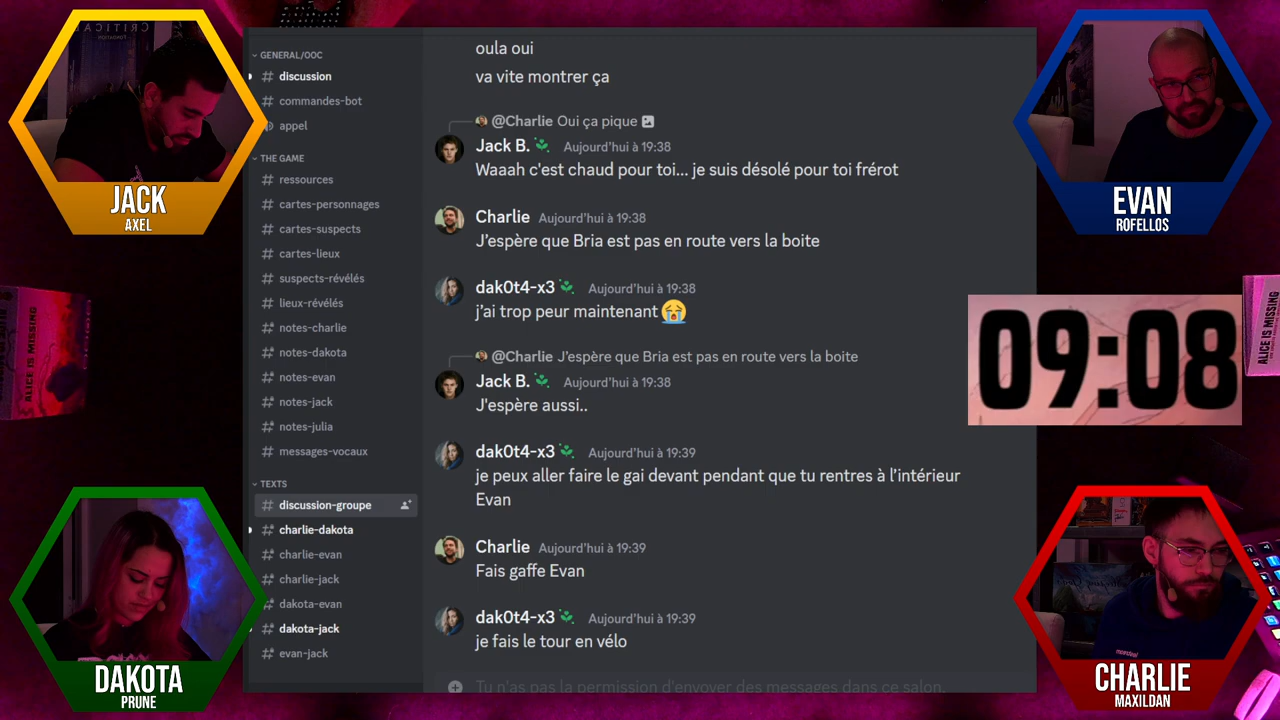 GENERAL/OOC
discussion
commandes-bot
appel
THE GAME
ressources
cartes-personnages
cartes-suspects
cartes-lieux
suspects-révélés
lieux-révélés
notes-charlie
notes-dakota
notes-evan
notes-jack
notes-julia
messages-vocaux
TEXTS
discussion-groupe
charlie-dakota
charlie-evan
charlie-jack
dakota-evan
dakota-jack
evan-jack
oula oui
va vite montrer ça
@Charlie Oui ça pique
Jack B. Aujourd'hui à 19:38
Waaah c'est chaud pour toi... je suis désolé pour toi frérot
Charlie Aujourd'hui à 19:38
J'espère que Bria est pas en route vers la boite
dak0t4-x3 Aujourd'hui à 19:38
j'ai trop peur maintenant 😭
@Charlie J'espère que Bria est pas en route vers la boite
Jack B. Aujourd'hui à 19:38
J'espère aussi..
dak0t4-x3 Aujourd'hui à 19:39
je peux aller faire le gai devant pendant que tu rentres à l'intérieur
Evan
Charlie Aujourd'hui à 19:39
Fais gaffe Evan
dak0t4-x3 Aujourd'hui à 19:39
je fais le tour en vélo
Tu n'as pas la permission d'envoyer des messages dans ce salon.
JACK
AXEL
EVAN
ROFELLOS
09:08
ALICE IS MISSING
ALICE IS MISSING
DAKOTA
PRUNE
CHARLIE
MAXILDAN